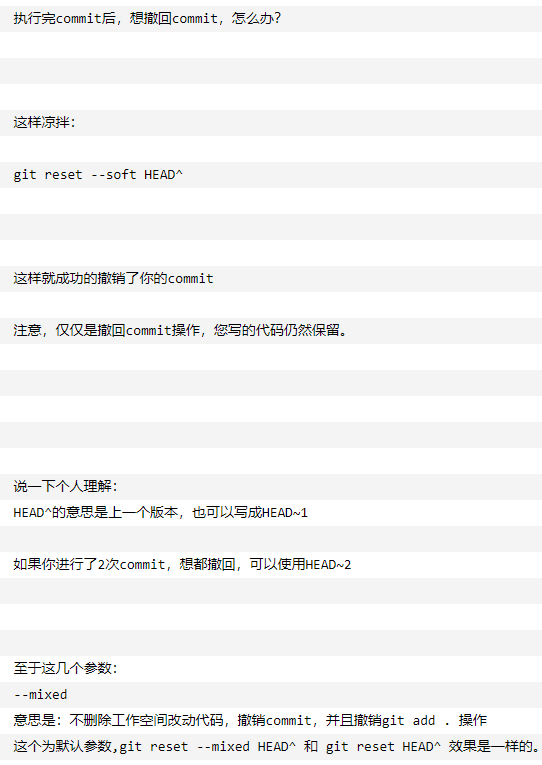 执行完commit后，想撤回commit，怎么办？
这样凉拌：
git reset --soft HEAD^
这样就成功的撤销了你的commit
注意，仅仅是撤回commit操作，您写的代码仍然保留。
说一下个人理解：
HEAD^的意思是上一个版本，也可以写成HEAD~1
如果你进行了2次commit，想都撤回，可以使用HEAD~2
至于这几个参数：
--mixed
意思是：不删除工作空间改动代码，撤销commit，并且撤销git add . 操作
这个为默认参数,git reset --mixed HEAD^ 和 git reset HEAD^ 效果是一样的。